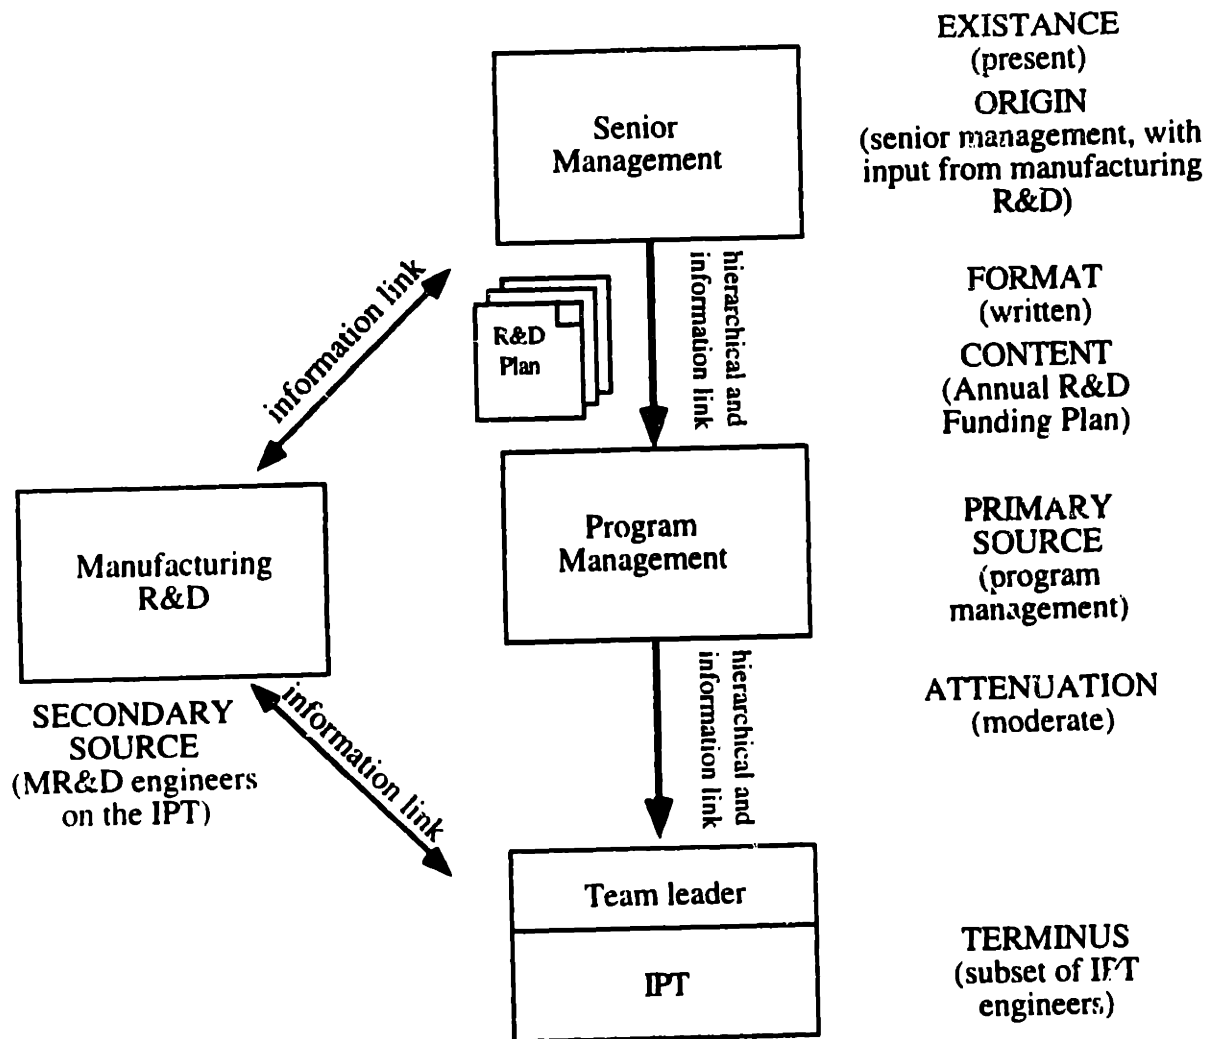 EXISTANCE
(present)
ORIGIN
(senior management, with
input from manufacturing
R&D)
Senior
Management
information link
R&D
Plan
hierarchical and
information link
FORMAT
(written)
CONTENT
(Annual R&D
Funding Plan)
Manufacturing
R&D
Program
Management
PRIMARY
SOURCE
(program
management)
SECONDARY
SOURCE
(MR&D engineers
on the IPT)
information link
hierarchical and
information link
ATTENUATION
(moderate)
Team leader
IPT
TERMINUS
(subset of IPT
engineers)